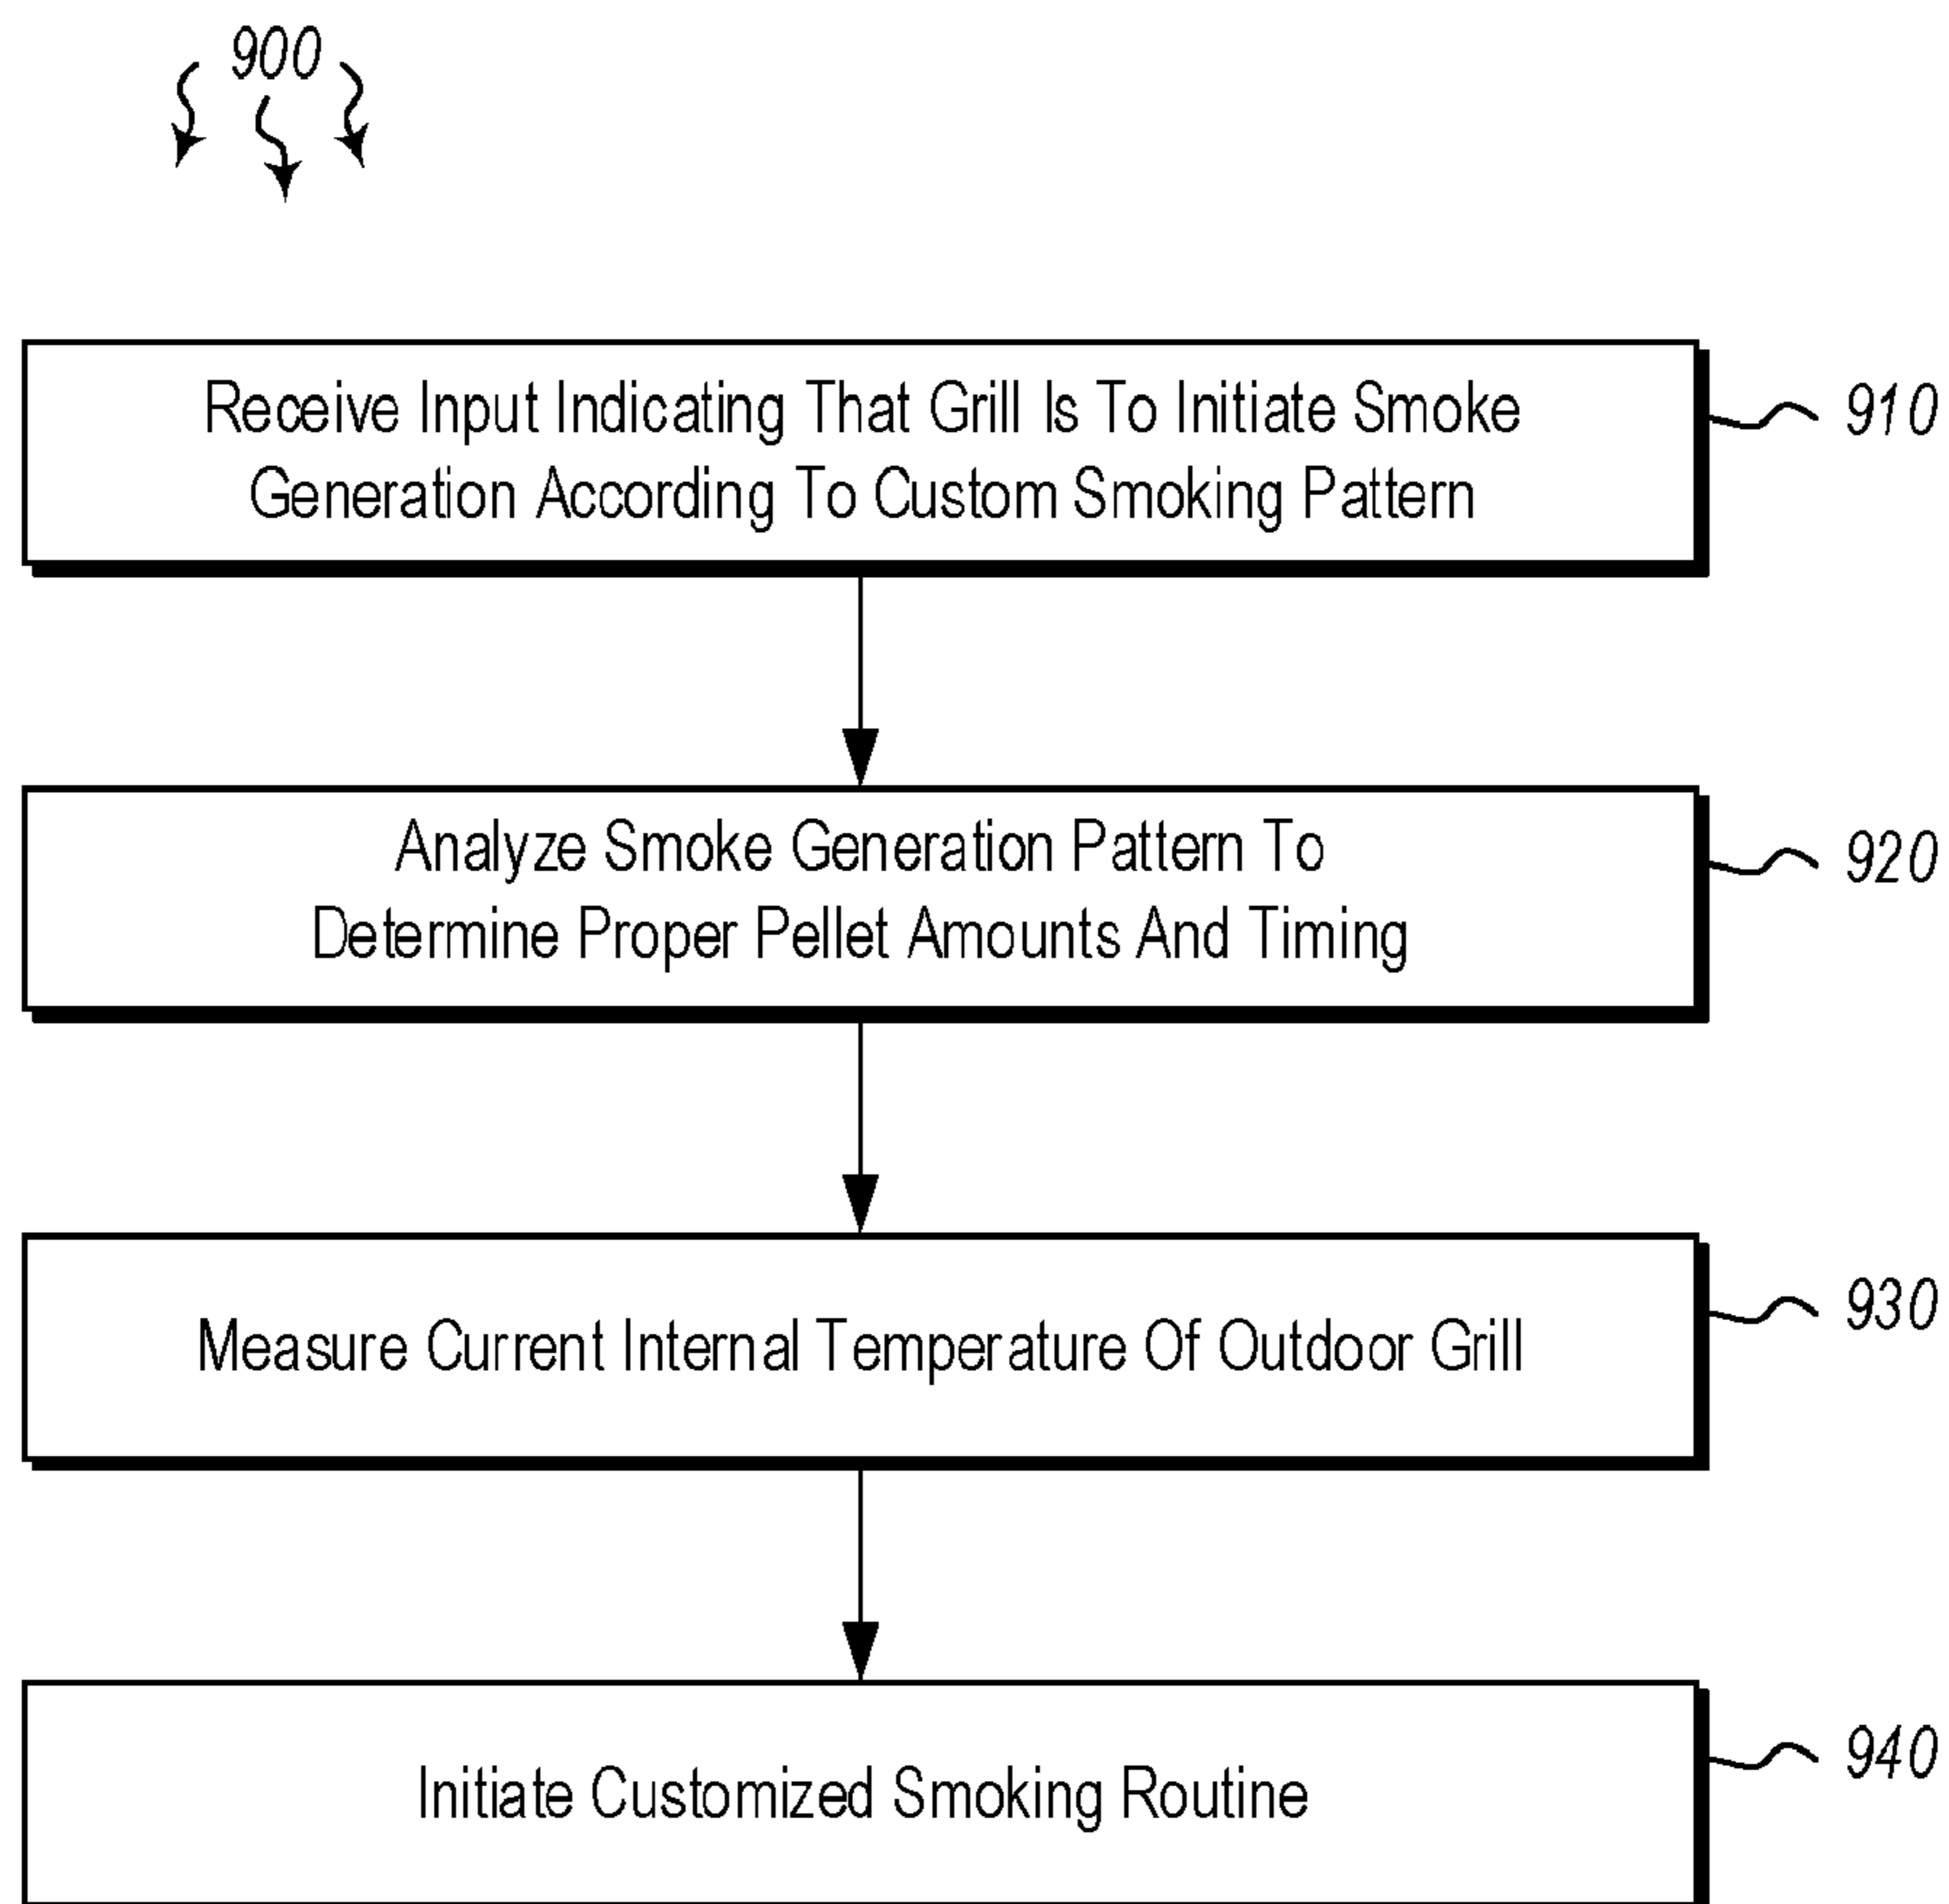 900
Receive Input Indicating That Grill Is To Initiate Smoke
Generation According To Custom Smoking Pattern
910
Analyze Smoke Generation Pattern To
Determine Proper Pellet Amounts And Timing
920
Measure Current Internal Temperature Of Outdoor Grill
930
Initiate Customized Smoking Routine
940